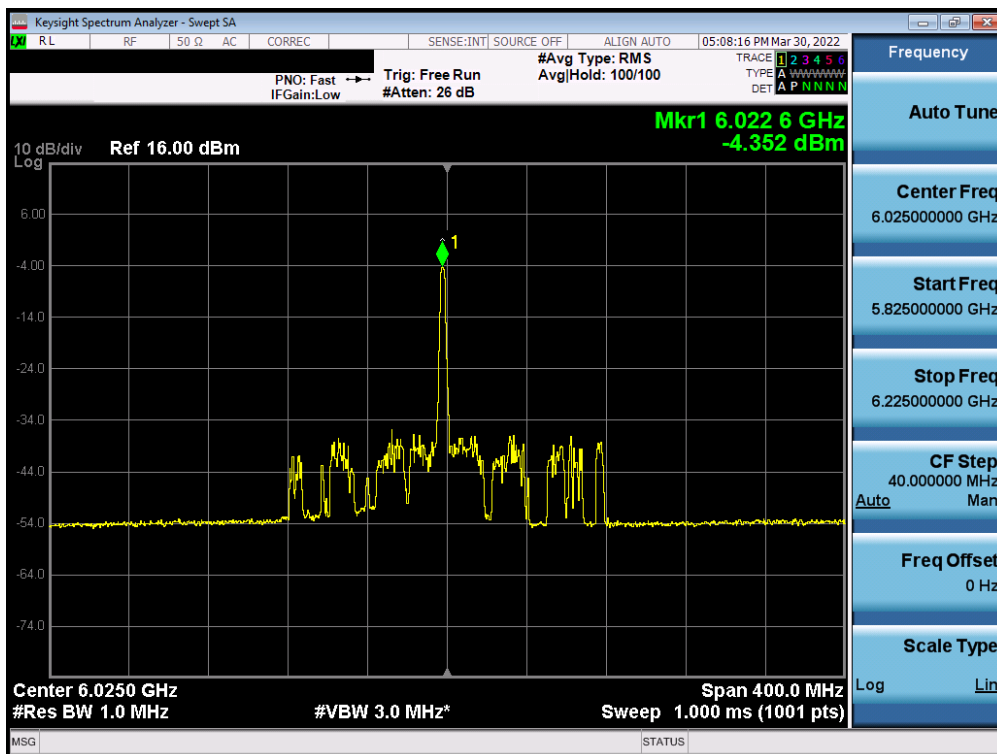 Keysight Spectrum Analyzer - Swept SA
LXI RL RF 50 Ω AC CORREC SENSE:INT SOURCE OFF ALIGN AUTO 05:08:16 PM Mar 30, 2022
PNO: Fast Trig: Free Run #Avg Type: RMS TRACE 1 2 3 4 5 6
IFGain:Low #Atten: 26 dB Avg|Hold: 100/100 TYPE A WWWWW
DET A P N N N N
Mkr1 6.022 6 GHz
-4.352 dBm
10 dB/div Ref 16.00 dBm
Log
1
6.00
-4.00
-14.0
-24.0
-34.0
-44.0
-54.0
-64.0
-74.0
Center 6.0250 GHz Span 400.0 MHz
#Res BW 1.0 MHz #VBW 3.0 MHz* Sweep 1.000 ms (1001 pts)
MSG STATUS
Frequency
Auto Tune
Center Freq
6.025000000 GHz
Start Freq
5.825000000 GHz
Stop Freq
6.225000000 GHz
CF Step
40.000000 MHz
Auto Man
Freq Offset
0 Hz
Scale Type
Log Lin